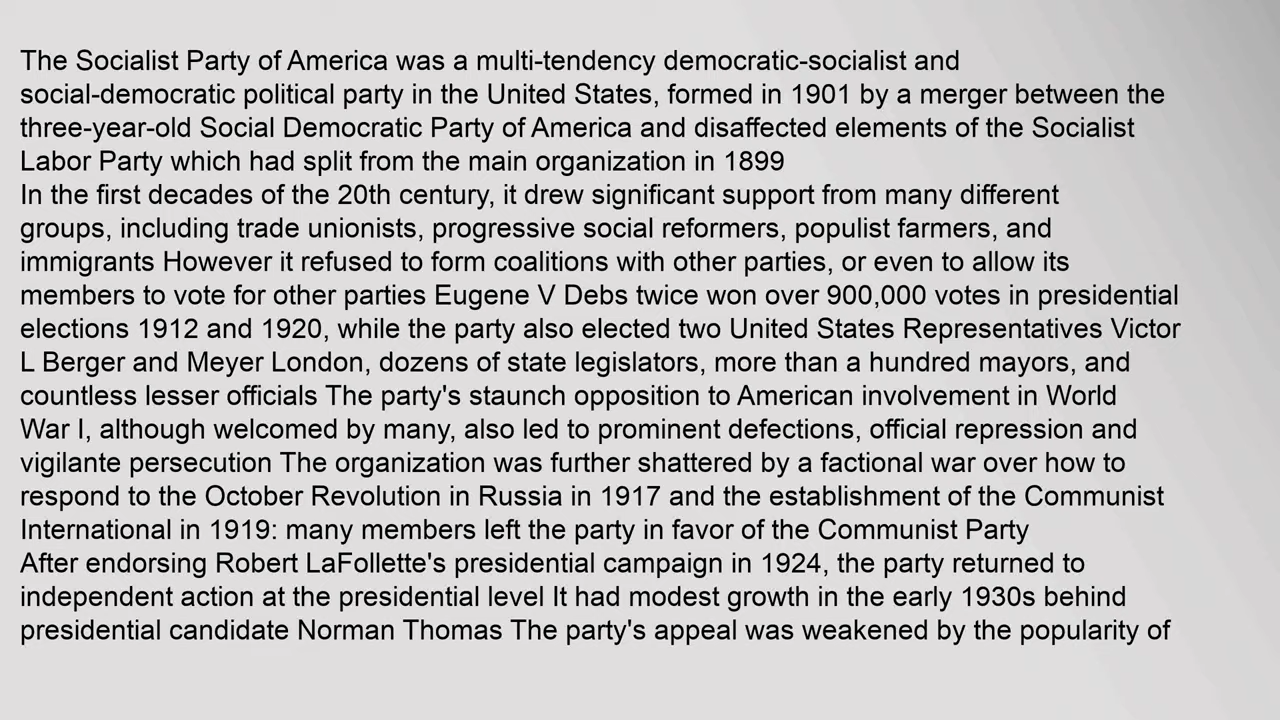 The Socialist Party of America was a multi-tendency democratic-socialist and
social-democratic political party in the United States, formed in 1901 by a merger between the
three-year-old Social Democratic Party of America and disaffected elements of the Socialist
Labor Party which had split from the main organization in 1899
In the first decades of the 20th century, it drew significant support from many different
groups, including trade unionists, progressive social reformers, populist farmers, and
immigrants However it refused to form coalitions with other parties, or even to allow its
members to vote for other parties Eugene V Debs twice won over 900,000 votes in presidential
elections 1912 and 1920, while the party also elected two United States Representatives Victor
L Berger and Meyer London, dozens of state legislators, more than a hundred mayors, and
countless lesser officials The party's staunch opposition to American involvement in World
War I, although welcomed by many, also led to prominent defections, official repression and
vigilante persecution The organization was further shattered by a factional war over how to
respond to the October Revolution in Russia in 1917 and the establishment of the Communist
International in 1919: many members left the party in favor of the Communist Party
After endorsing Robert LaFollette's presidential campaign in 1924, the party returned to
independent action at the presidential level It had modest growth in the early 1930s behind
presidential candidate Norman Thomas The party's appeal was weakened by the popularity of